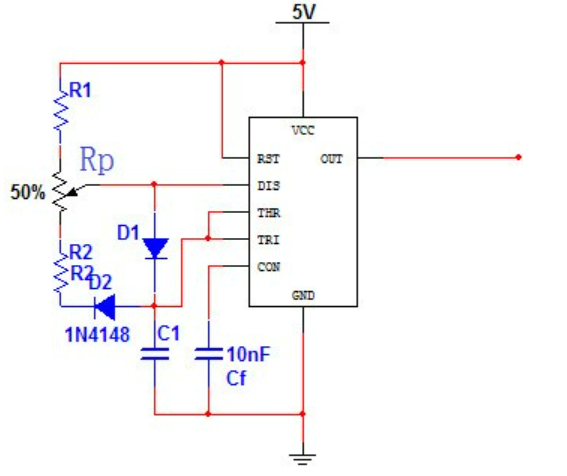 5V
R1
VCC
Rp
RST OUT
50%
DIS
THR
D1
TRI
R2
CON
R2
D2
GND
1N4148 C1
10nF
Cf